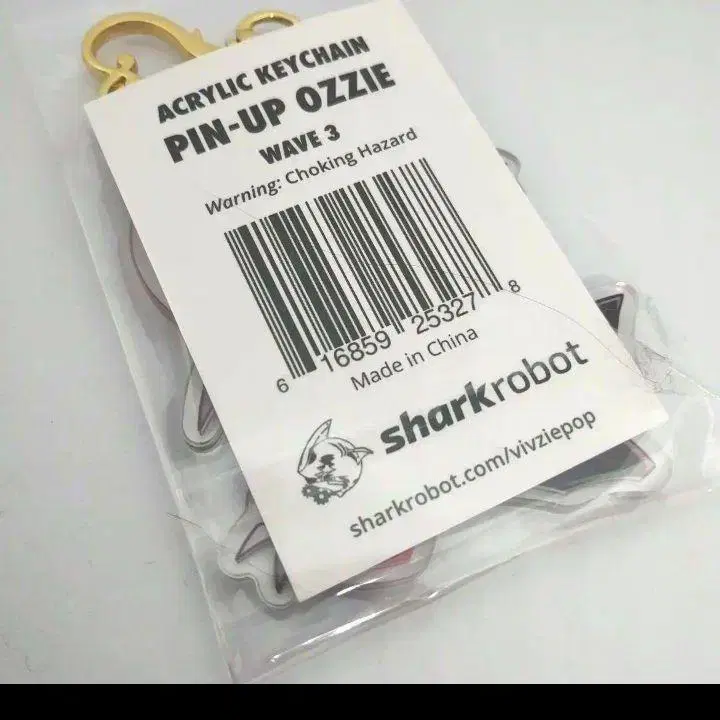 ACRYLIC KEYCHAIN
PIN-UP OZZIE
WAVE 3
Warning: Choking Hazard
6 16859 25327 8
Made in China
sharkrobot
sharkrobot.com/vivziepop